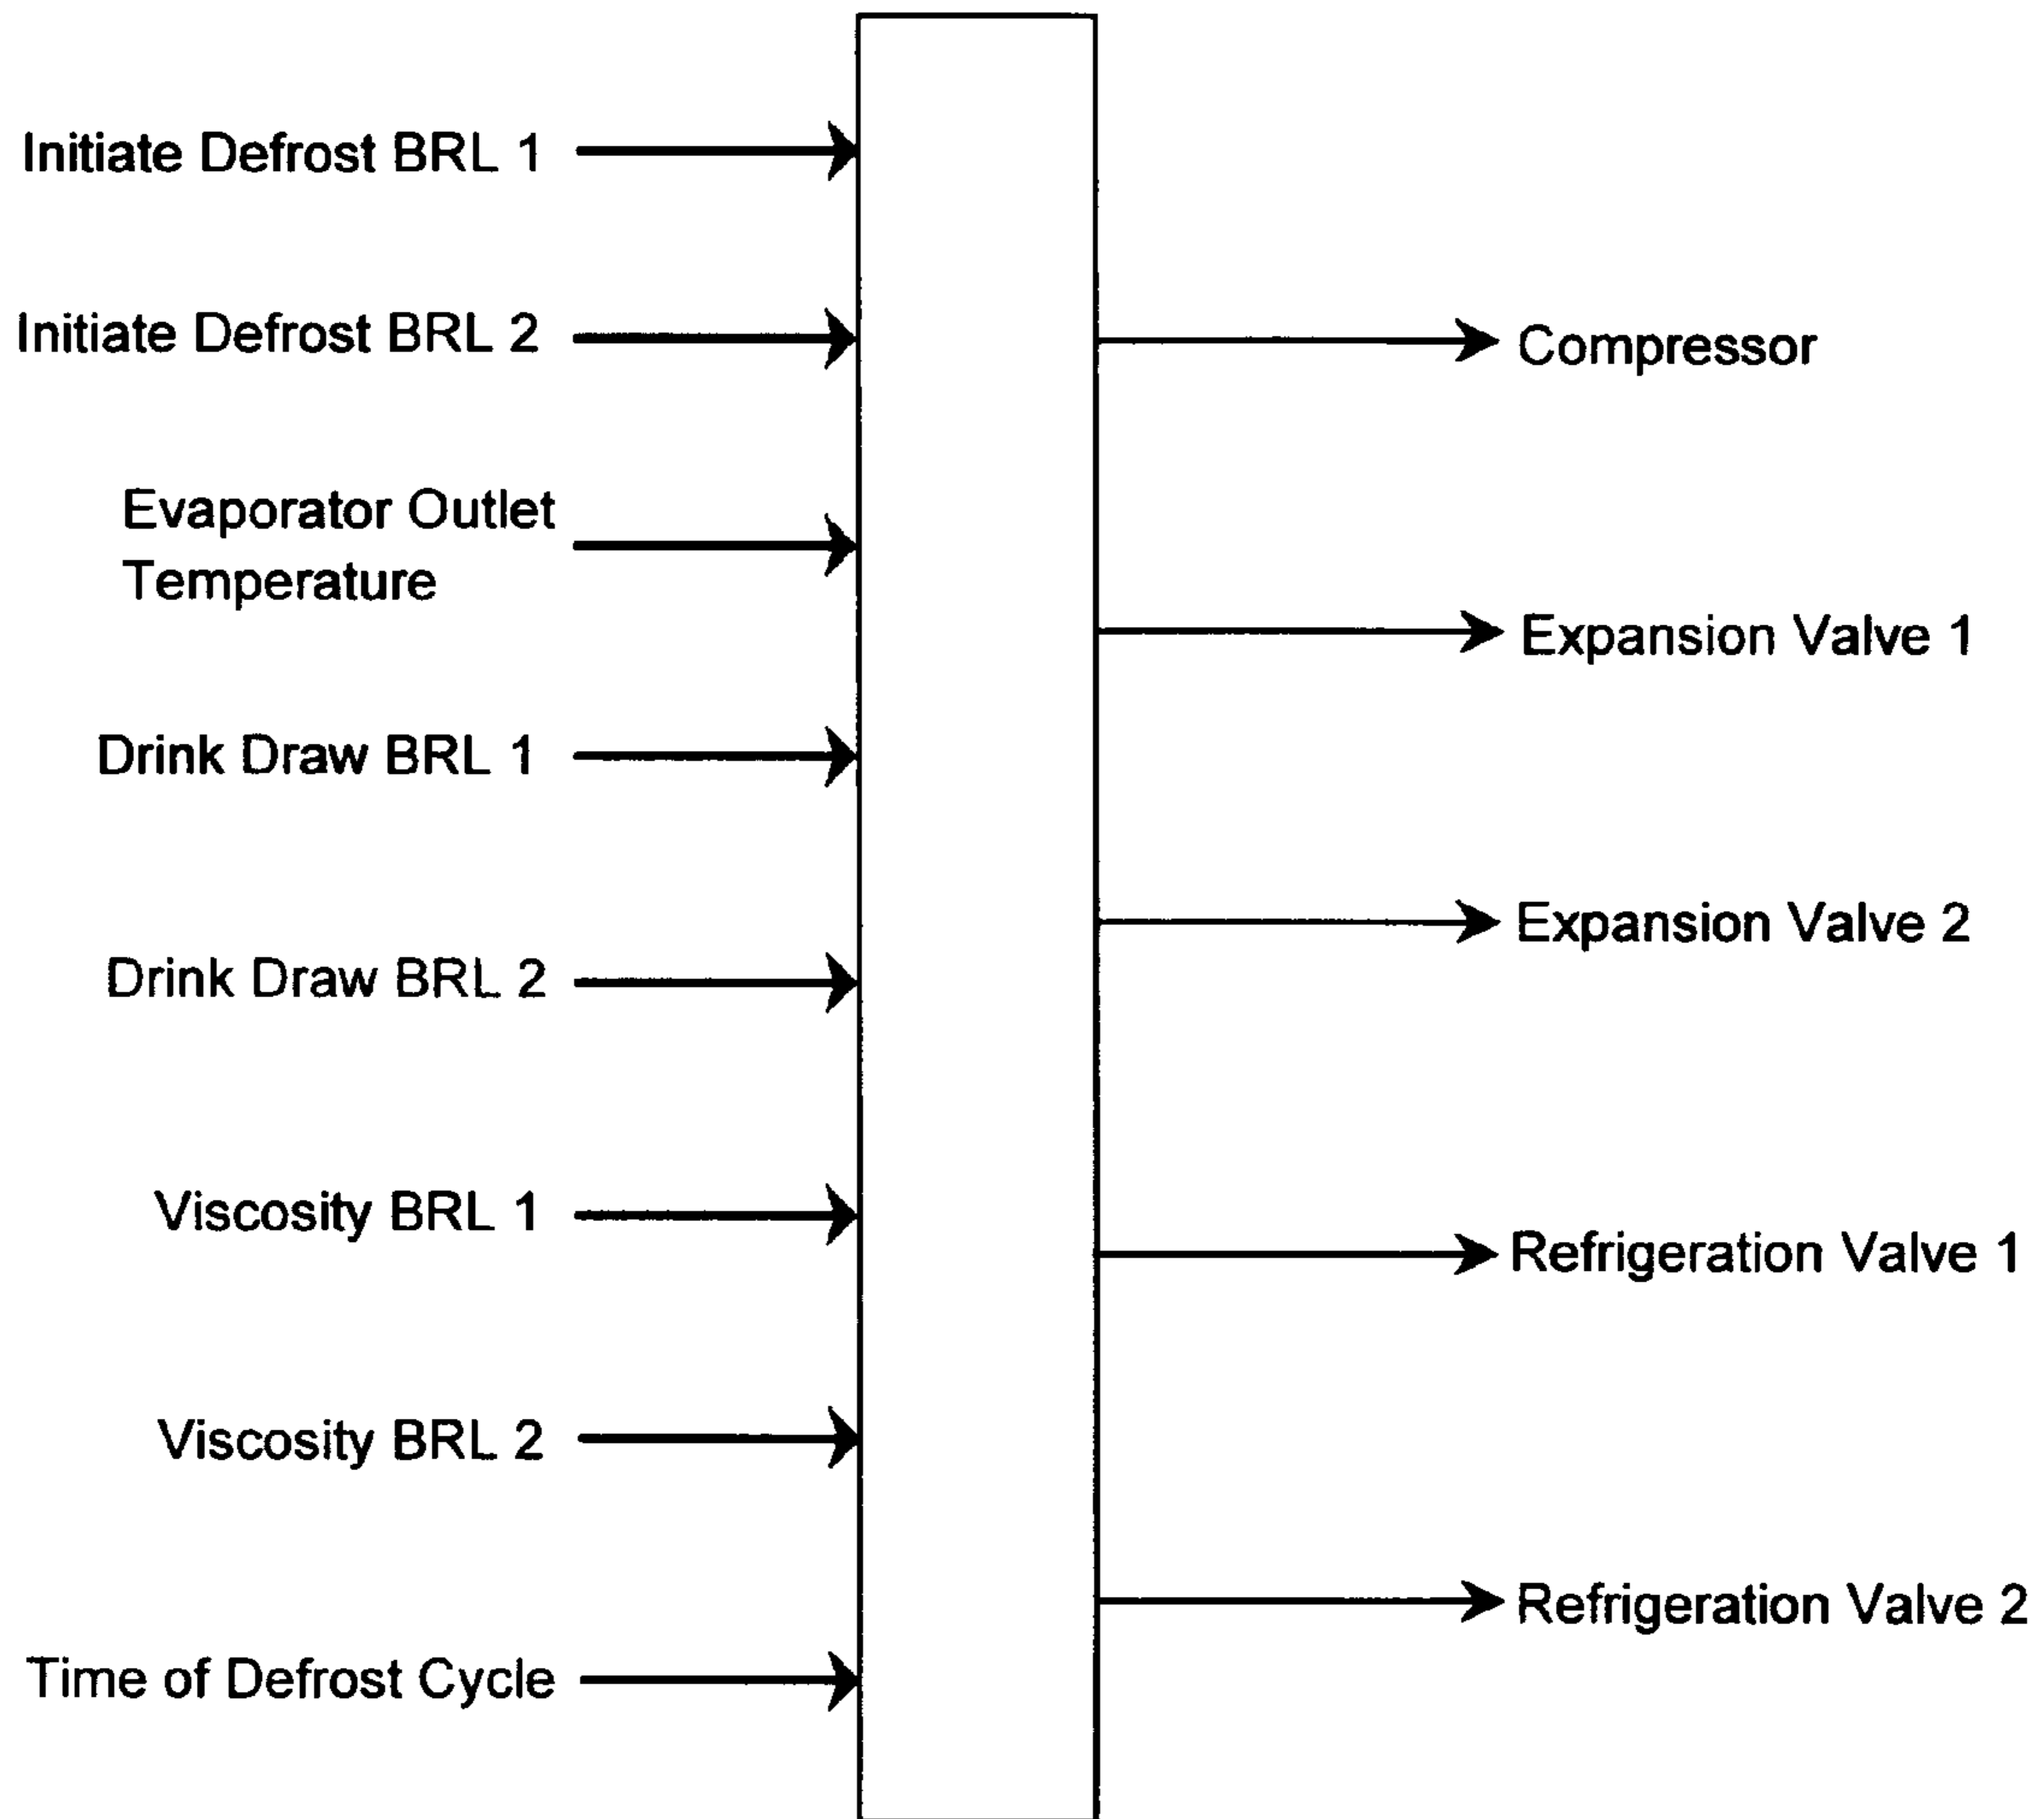 Initiate Defrost BRL 1
Initiate Defrost BRL 2
Evaporator Outlet
Temperature
Drink Draw BRL 1
Drink Draw BRL 2
Viscosity BRL 1
Viscosity BRL 2
Time of Defrost Cycle
Compressor
Expansion Valve 1
Expansion Valve 2
Refrigeration Valve 1
Refrigeration Valve 2